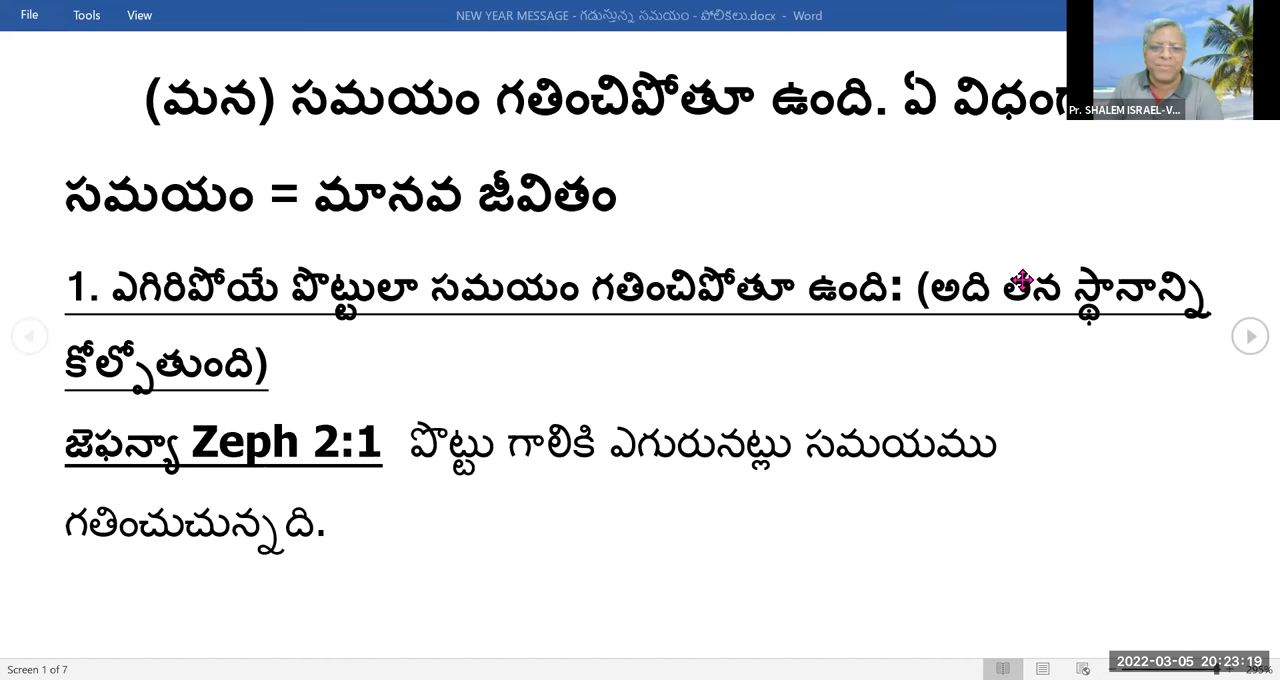 File Tools View NEW YEAR MESSAGE - గడుస్తున్న సమయం - పోలికలు.docx - Word
(మన) సమయం గతించిపోతూ ఉంది. ఏ
Pr. SHALEM ISRAEL-V...
సమయం = మానవ జీవితం
1. ఎగిరిపోయే పొట్టులా సమయం గతించిపోతూ ఉంది: (అది తన స్థానాన్ని
కోల్పోతుంది)
జెఫన్యా Zeph 2:1 పొట్టు గాలికి ఎగురునట్లు సమయము
గతించుచున్నది.
Screen 1 of 7
2022-03-05 20:23:19
295%